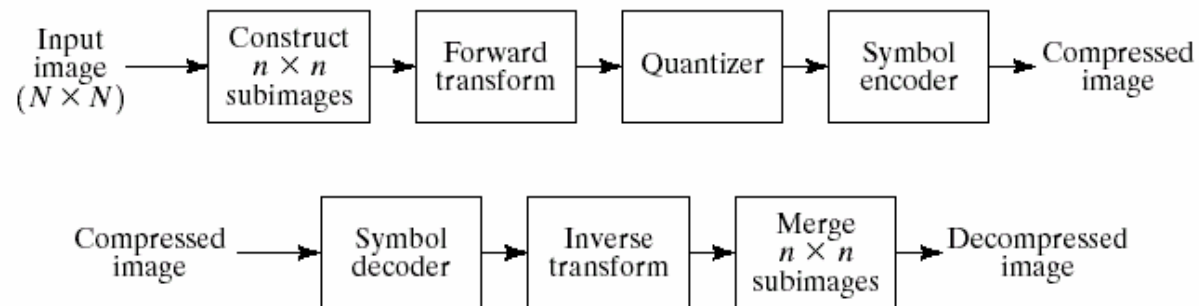 Input
image
(N × N)
Construct
n × n
subimages
Forward
transform
Quantizer
Symbol
encoder
Compressed
image
Compressed
image
Symbol
decoder
Inverse
transform
Merge
n × n
subimages
Decompressed
image